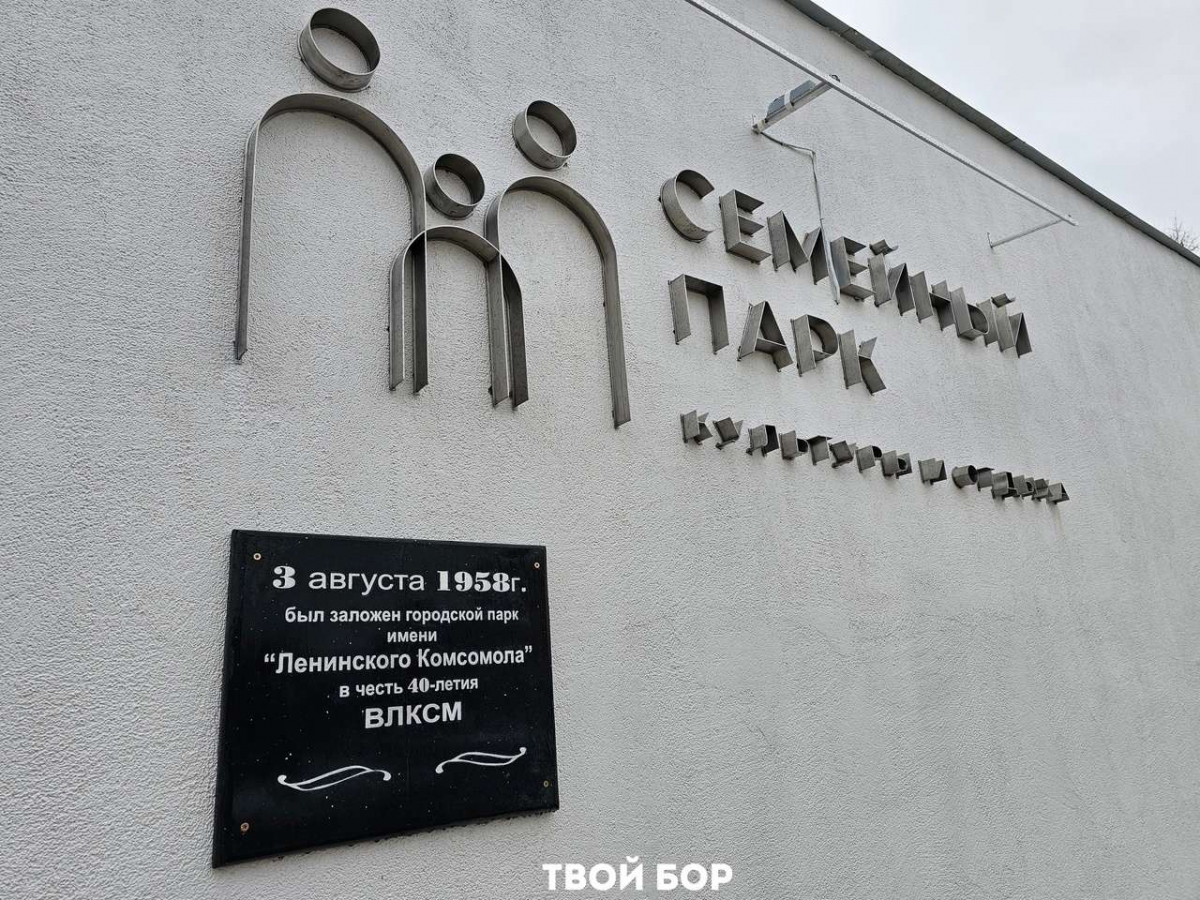 СЕМЕЙНЫЙ
ПАРК
КУЛЬТУРЫ И ОТДЫХА
3 августа 1958г.
был заложен городской парк
имени
“Ленинского Комсомола”
в честь 40-летия
ВЛКСМ
ТВОЙ БОР